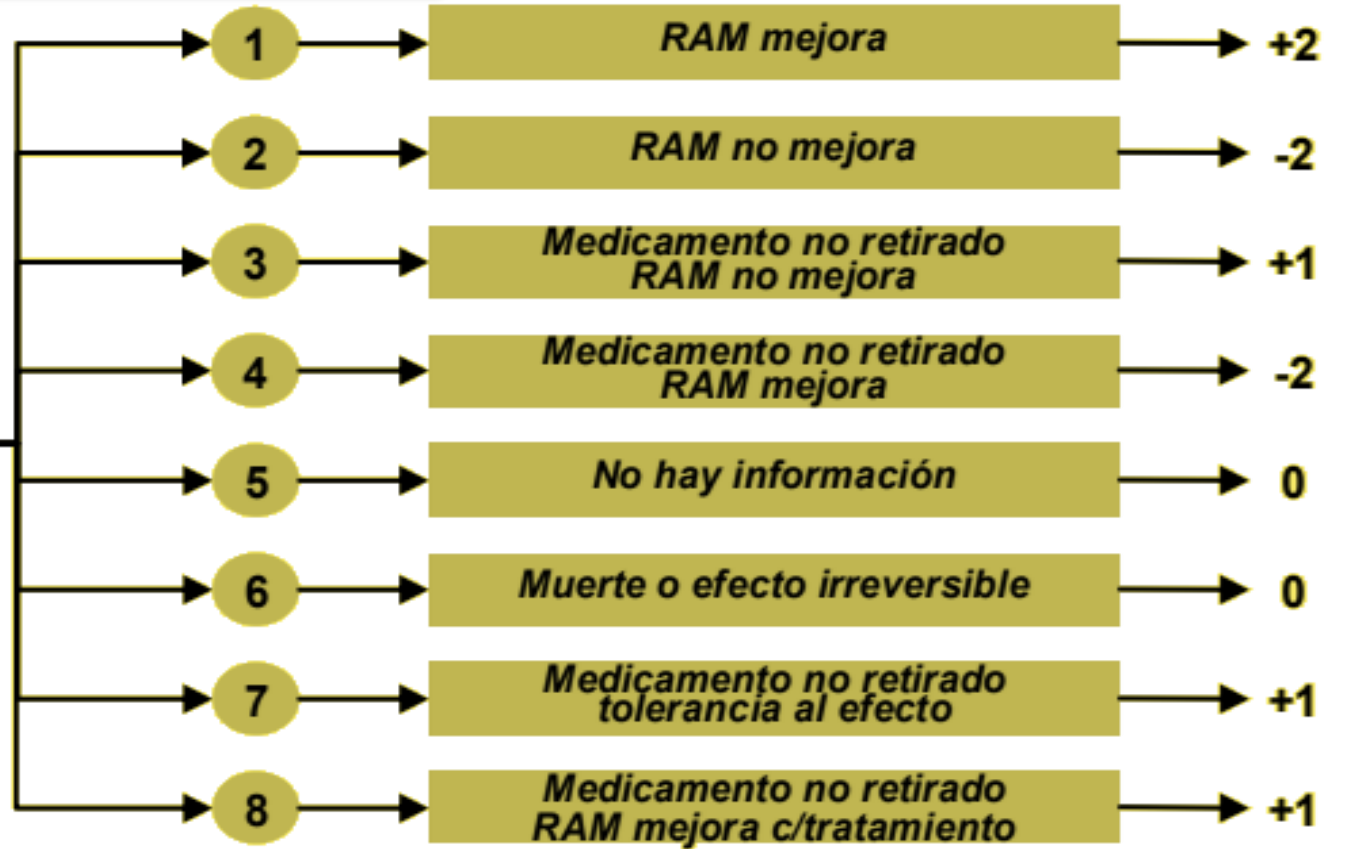 1 RAM mejora +2
2 RAM no mejora -2
3 Medicamento no retirado
RAM no mejora +1
4 Medicamento no retirado
RAM mejora -2
5 No hay información 0
6 Muerte o efecto irreversible 0
7 Medicamento no retirado
tolerancia al efecto +1
8 Medicamento no retirado
RAM mejora c/tratamiento +1